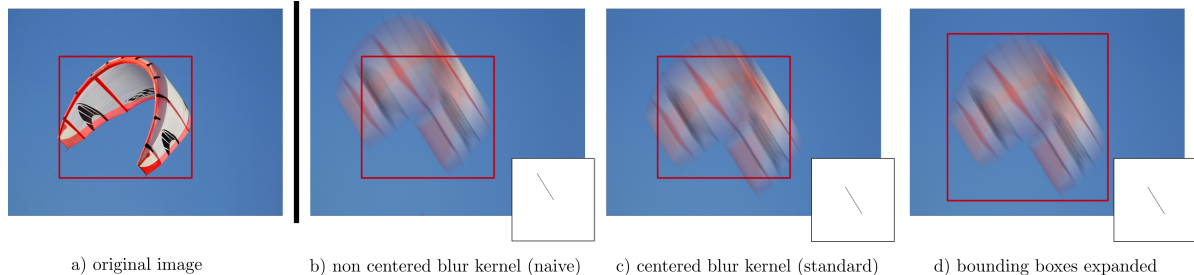 a) original image
b) non centered blur kernel (naive)
c) centered blur kernel (standard)
d) bounding boxes expanded